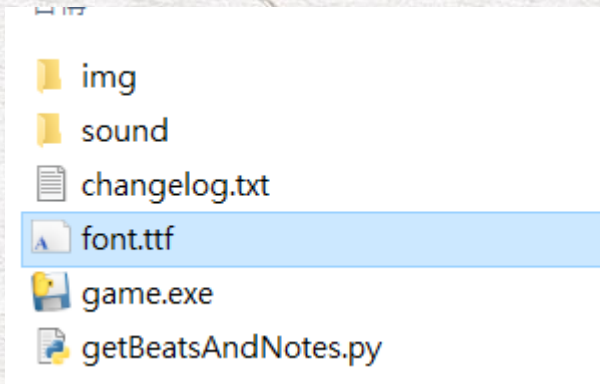 img
sound
changelog.txt
font.ttf
game.exe
getBeatsAndNotes.py